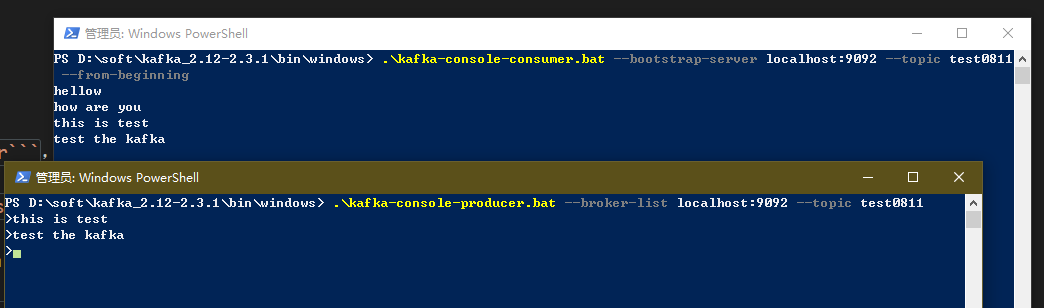 管理员: Windows PowerShell
PS D:\soft\kafka_2.12-2.3.1\bin\windows> .\kafka-console-consumer.bat --bootstrap-server localhost:9092 --topic test0811
--from-beginning
hellow
how are you
this is test
test the kafka
r```,
管理员: Windows PowerShell
PS D:\soft\kafka_2.12-2.3.1\bin\windows> .\kafka-console-producer.bat --broker-list localhost:9092 --topic test0811
>this is test
>test the kafka
>